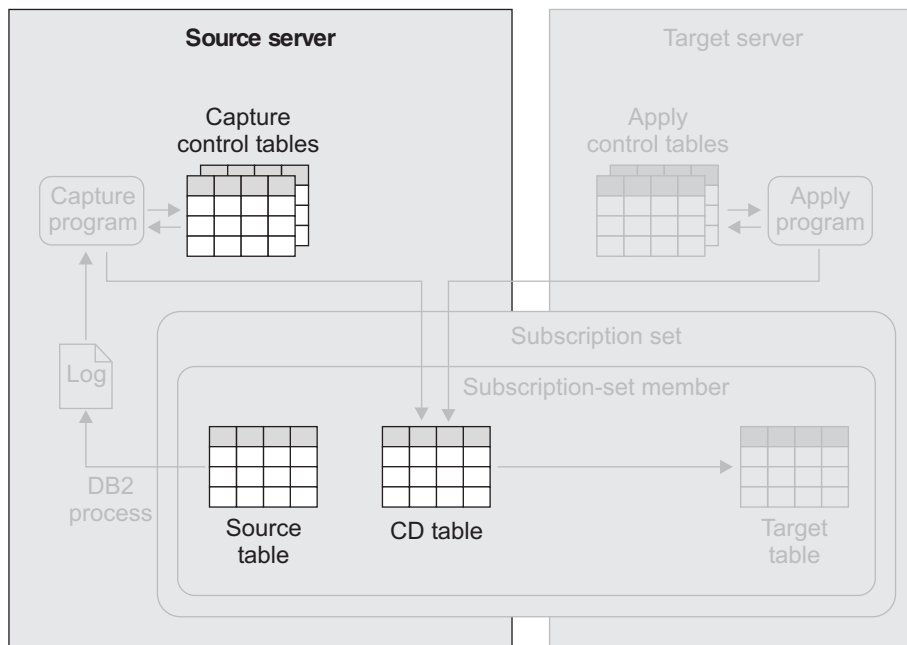 Source server
Target server
Capture
control tables
Apply
control tables
Capture
program
Apply
program
Subscription set
Log
Subscription-set member
DB2
process
Source
table
CD table
Target
table